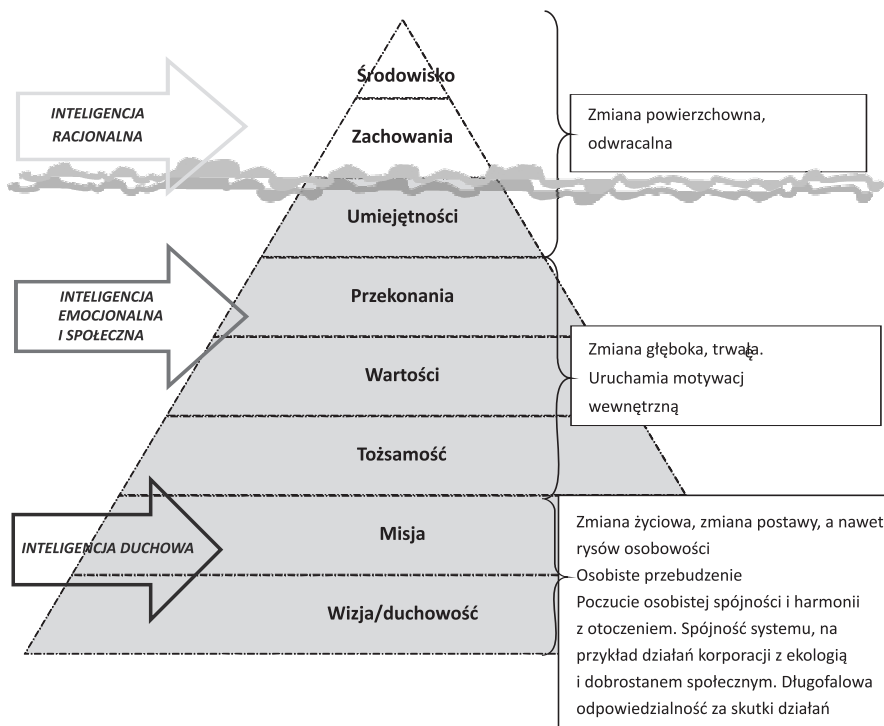 Środowisko
Zachowania
Umiejętności
Przekonania
Wartości
Tożsamość
Misja
Wizja/duchowość
INTELIGENCJA
RACJONALNA
INTELIGENCJA
EMOCJONALNA
I SPOŁECZNA
INTELIGENCJA DUCHOWA
Zmiana powierzchowna,
odwracalna
Zmiana głęboka, trwała.
Uruchamia motywację
wewnętrzną
Zmiana życiowa, zmiana postawy, a nawet
rysów osobowości
Osobiste przebudzenie
Poczucie osobistej spójności i harmonii
z otoczeniem. Spójność systemu, na
przykład działań korporacji z ekologią
i dobrostanem społecznym. Długofalowa
odpowiedzialność za skutki działań